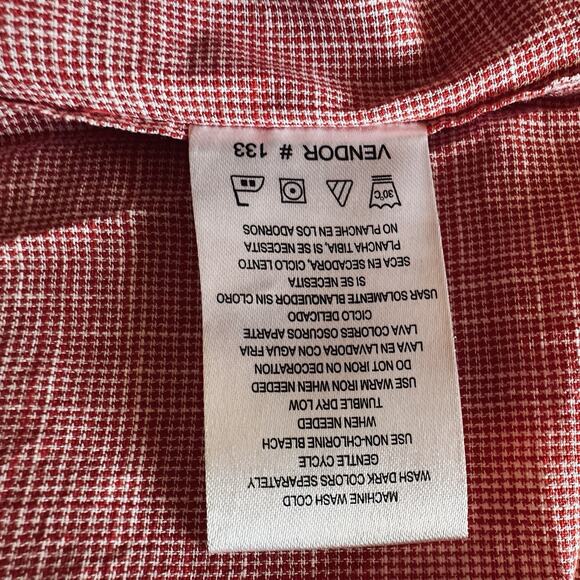 MACHINE WASH COLD
WASH DARK COLORS SEPARATELY
GENTLE CYCLE
USE NON-CHLORINE BLEACH
WHEN NEEDED
TUMBLE DRY LOW
USE WARM IRON WHEN NEEDED
DO NOT IRON ON DECORATION
LAVA EN LAVADORA CON AGUA FRIA
LAVA COLORES OSCUROS APARTE
CICLO DELICADO
USAR SOLAMENTE BLANQUEDOR SIN CLORO
SI SE NECESITA
SECA EN SECADORA, CICLO LENTO
PLANCHA TIBIA, SI SE NECESITA
NO PLANCHE EN LOS ADORNOS
30°C
VENDOR # 133